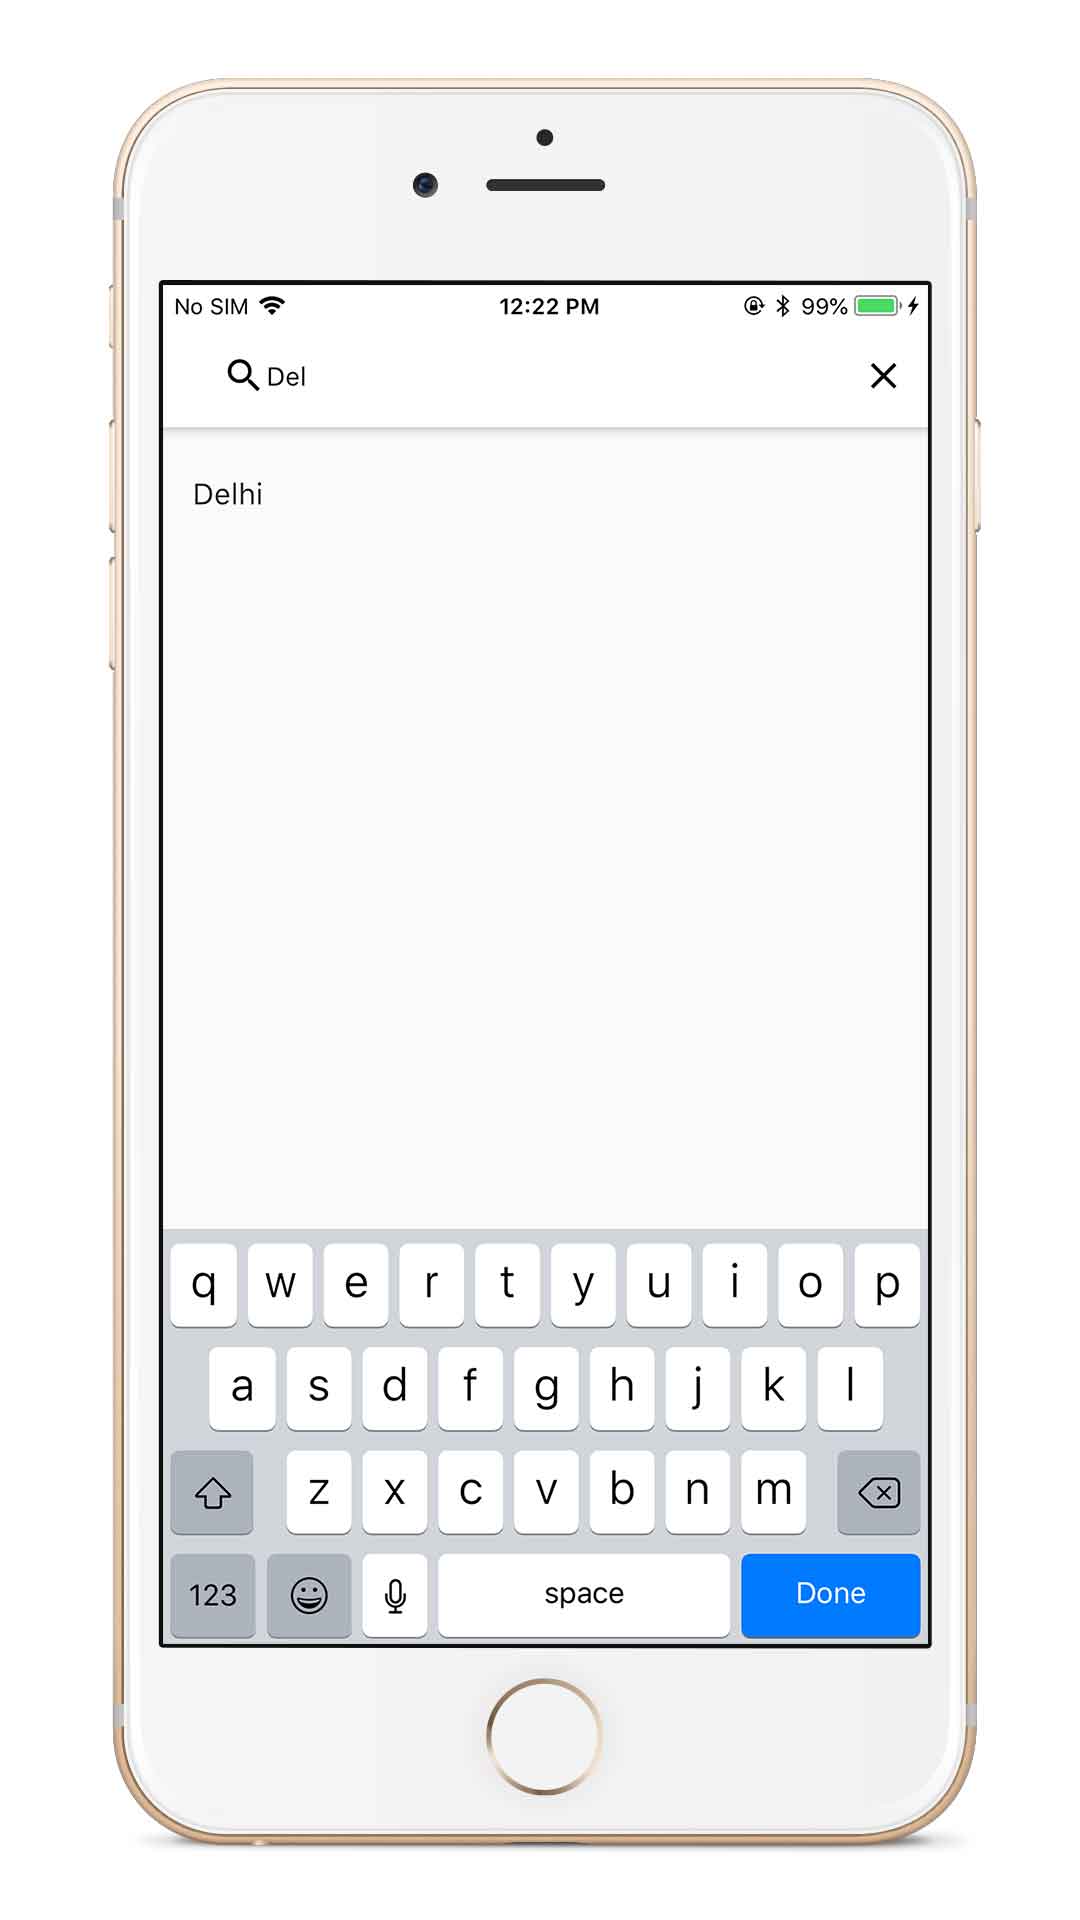 No SIM 12:22 PM 99%
Del
Delhi
q w e r t y u i o p
a s d f g h j k l
z x c v b n m
123 space Done